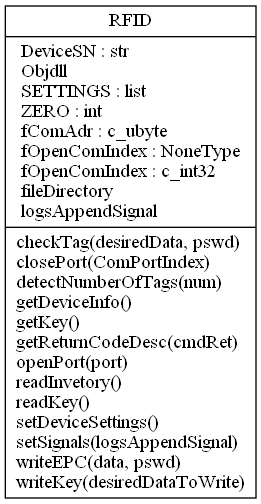 RFID
DeviceSN : str
Objdll
SETTINGS : list
ZERO : int
fComAdr : c_ubyte
fOpenComIndex : NoneType
fOpenComIndex : c_int32
fileDirectory
logsAppendSignal
checkTag(desiredData, pswd)
closePort(ComPortIndex)
detectNumberOfTags(num)
getDeviceInfo()
getKey()
getReturnCodeDesc(cmdRet)
openPort(port)
readInvetory()
readKey()
setDeviceSettings()
setSignals(logsAppendSignal)
writeEPC(data, pswd)
writeKey(desiredDataToWrite)